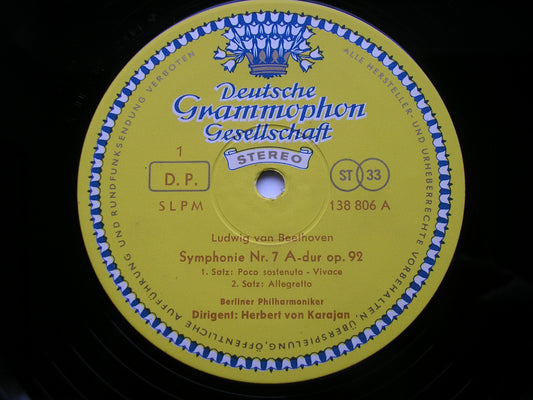 Deutsche
Grammophon
Gesellschaft
STEREO
1
D. P.
SLPM
ST 33
138 806 A
Ludwig van Beethoven
Symphonie Nr. 7 A-dur op. 92
1. Satz: Poco sostenuto - Vivace
2. Satz: Allegretto
Berliner Philharmoniker
Dirigent: Herbert von Karajan
ALLE HERSTELLER- UND URHEBERRECHTE VORBEHALTEN. ÜBERSPIELUNG, ÖFFENTLICHE AUFFÜHRUNG UND RUNDFUNKSENDUNG VERBOTEN